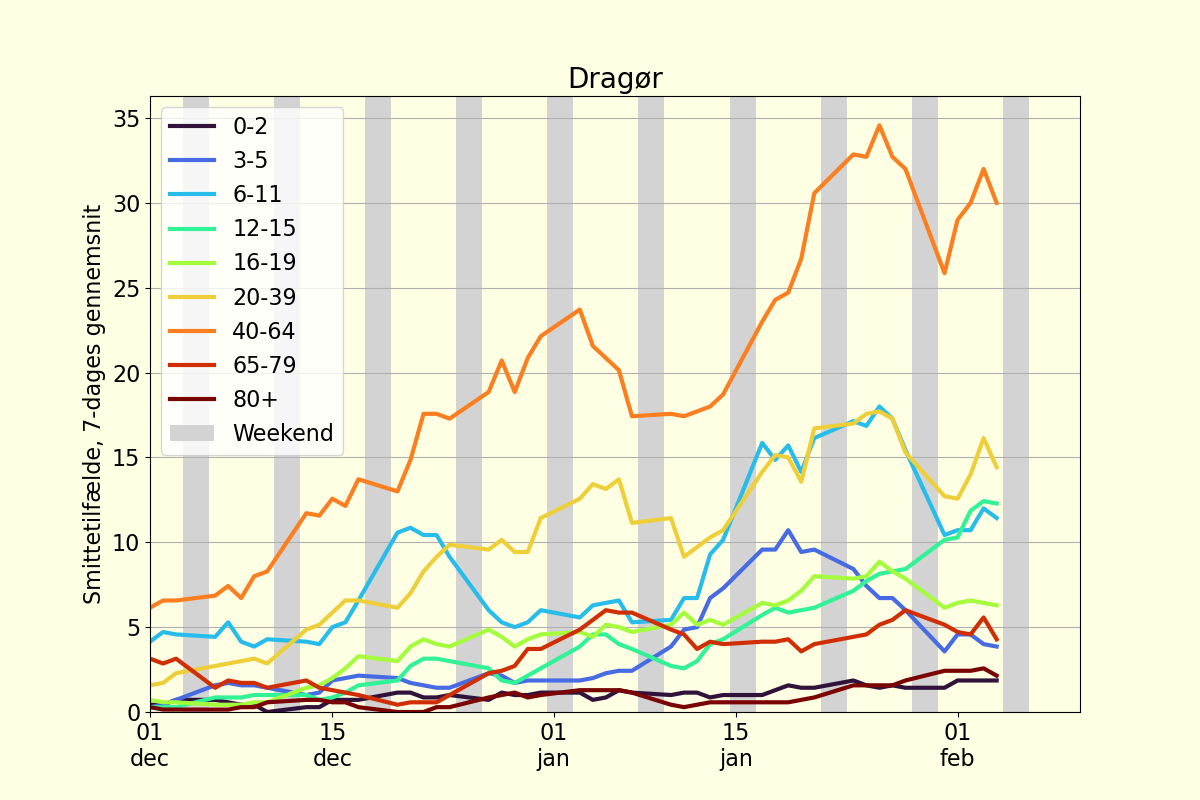 Dragør
Smittetilfælde, 7-dages gennemsnit
35
30
25
20
15
10
5
0
0-2
3-5
6-11
12-15
16-19
20-39
40-64
65-79
80+
Weekend
01
dec
15
dec
01
jan
15
jan
01
feb